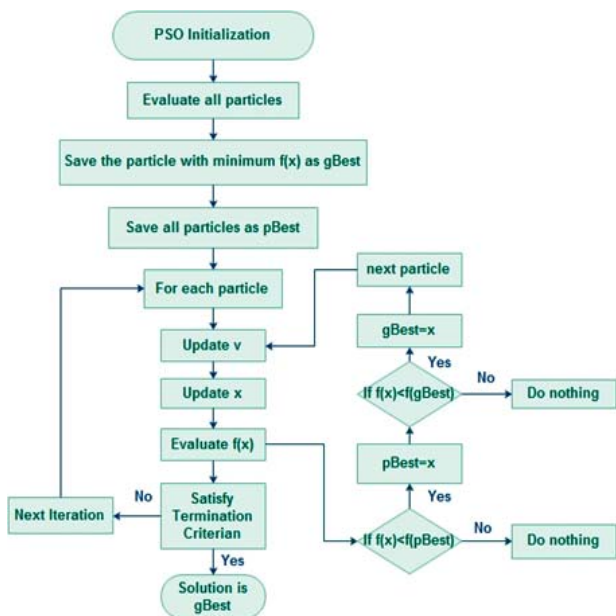 PSO Initialization
Evaluate all particles
Save the particle with minimum f(x) as gBest
Save all particles as pBest
For each particle
next particle
Update v
gBest=x
Yes
Update x
If f(x)<f(gBest)
No
Do nothing
Evaluate f(x)
pBest=x
Yes
No
Next Iteration
Satisfy
Termination
Criterian
If f(x)<f(pBest)
No
Do nothing
Yes
Solution is
gBest